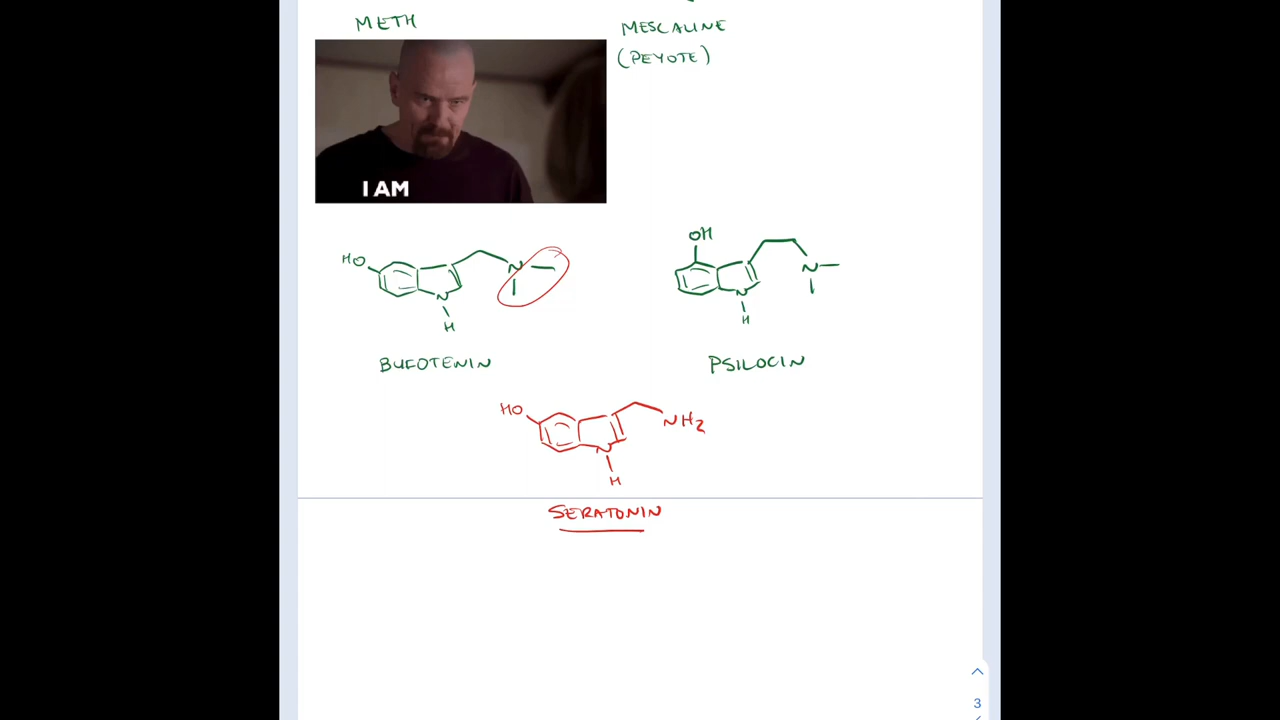 METH
MESCALINE
(PEYOTE)
I AM
HO
N
N
H
BUFOTENIN
OH
N
N
H
PSILOCIN
HO
NH2
N
H
SERATONIN
3